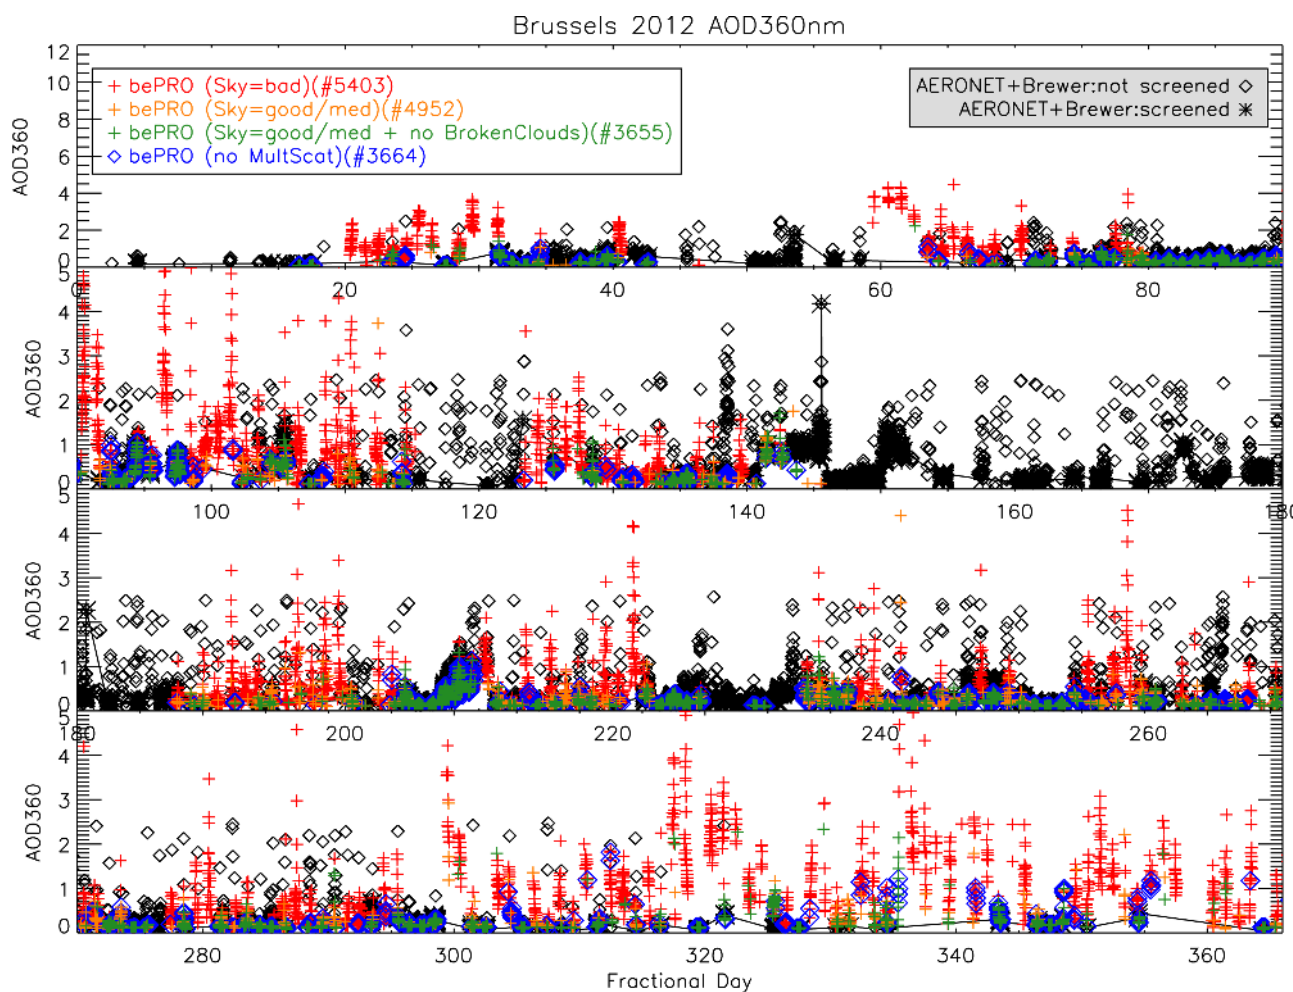 Brussels 2012 AOD360nm
12
10
8
6
4
2
0
AOD360
+ bePRO (Sky=bad)(#5403)
+ bePRO (Sky=good/med)(#4952)
+ bePRO (Sky=good/med + no BrokenClouds)(#3655)
◇ bePRO (no MultScat)(#3664)
AERONET+Brewer:not screened ◇
AERONET+Brewer:screened ✳
0 20 40 60 80
5
4
3
2
1
0
AOD360
100 120 140 160 180
5
4
3
2
1
0
AOD360
180 200 220 240 260
5
4
3
2
1
0
AOD360
280 300 320 340 360
Fractional Day